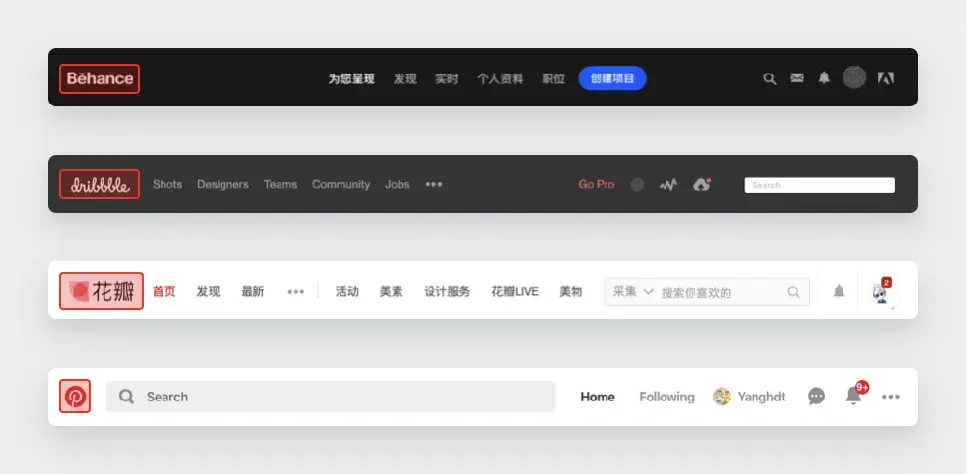 Bēhance 为您呈现 发现 实时 个人资料 职位 创建项目
dribbble Shots Designers Teams Community Jobs ••• Go Pro Search
花瓣 首页 发现 最新 ••• 活动 美素 设计服务 花瓣LIVE 美物 采集 搜索你喜欢的 2
Search Home Following Yanghdt 9+ •••